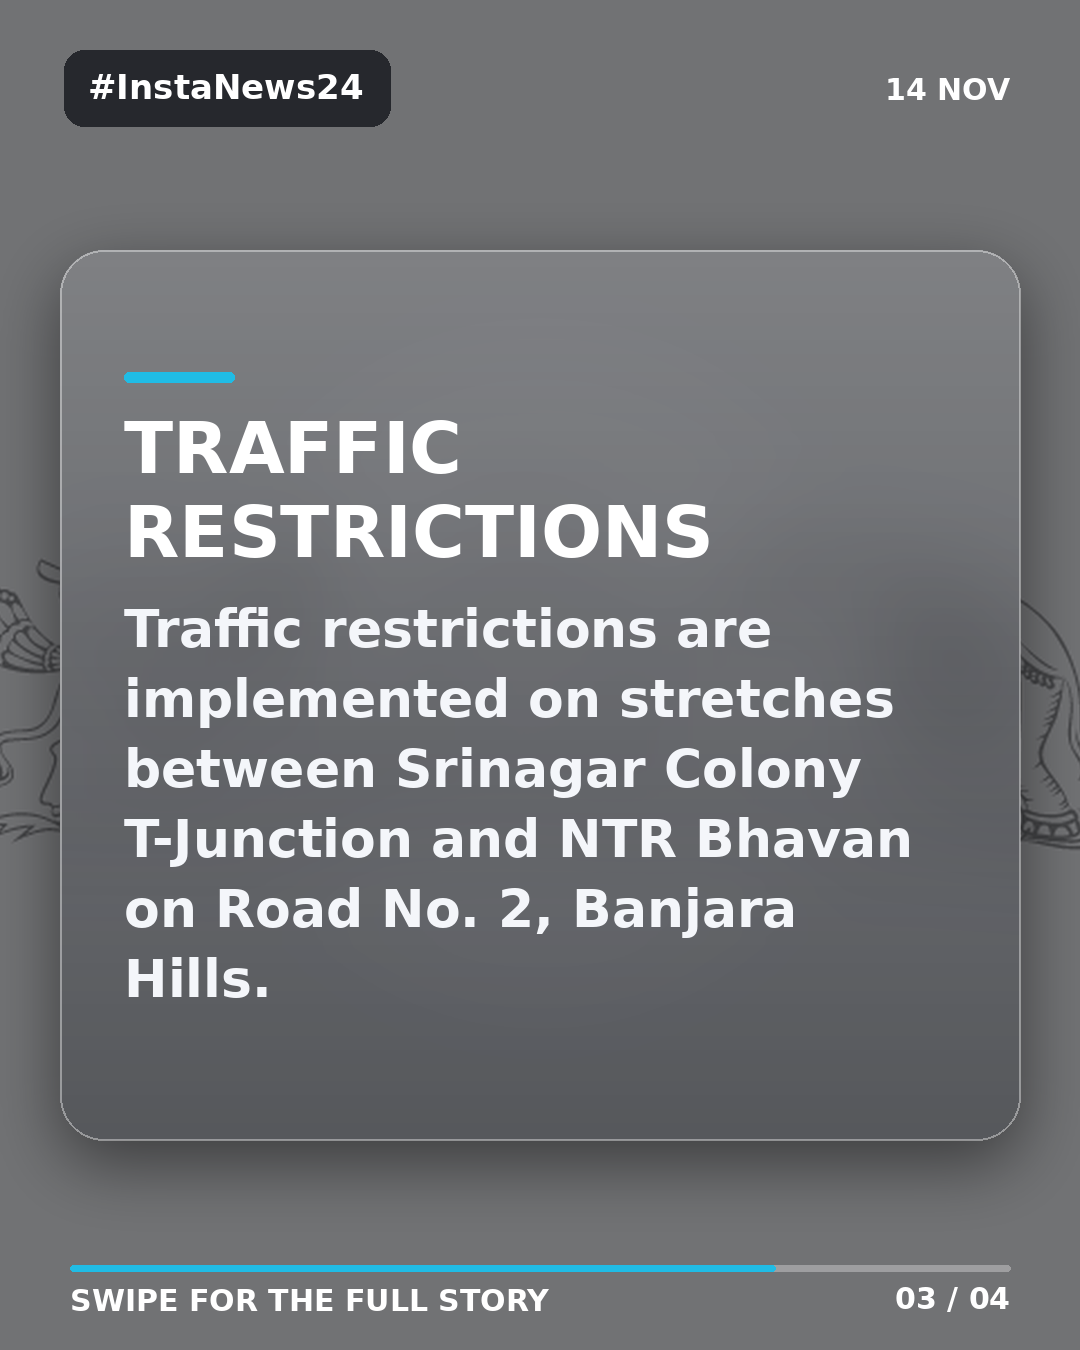 #InstaNews24
14 NOV
TRAFFIC
RESTRICTIONS
Traffic restrictions are
implemented on stretches
between Srinagar Colony
T-Junction and NTR Bhavan
on Road No. 2, Banjara
Hills.
SWIPE FOR THE FULL STORY
03 / 04